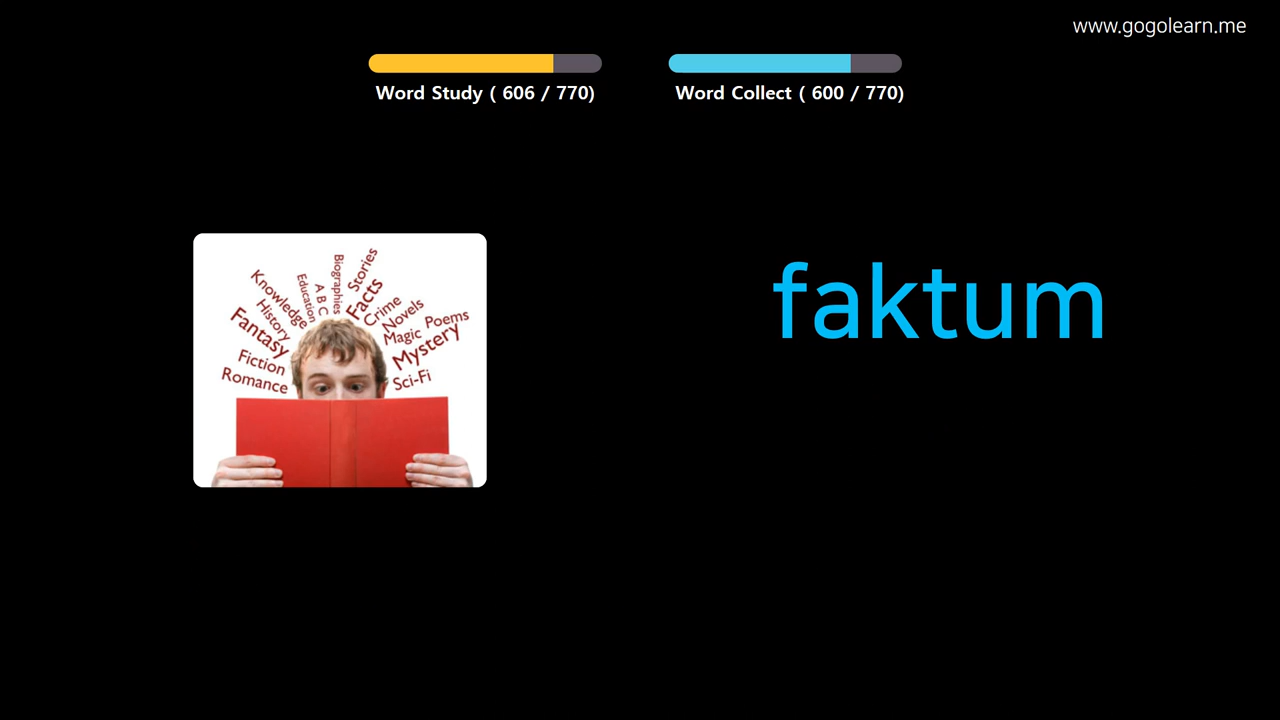 www.gogolearn.me
Word Study ( 606 / 770)
Word Collect ( 600 / 770)
faktum
Knowledge
History
Fantasy
Fiction
Romance
Education
A B C
Biographies
Stories
Facts
Crime
Novels
Magic
Poems
Mystery
Sci-Fi